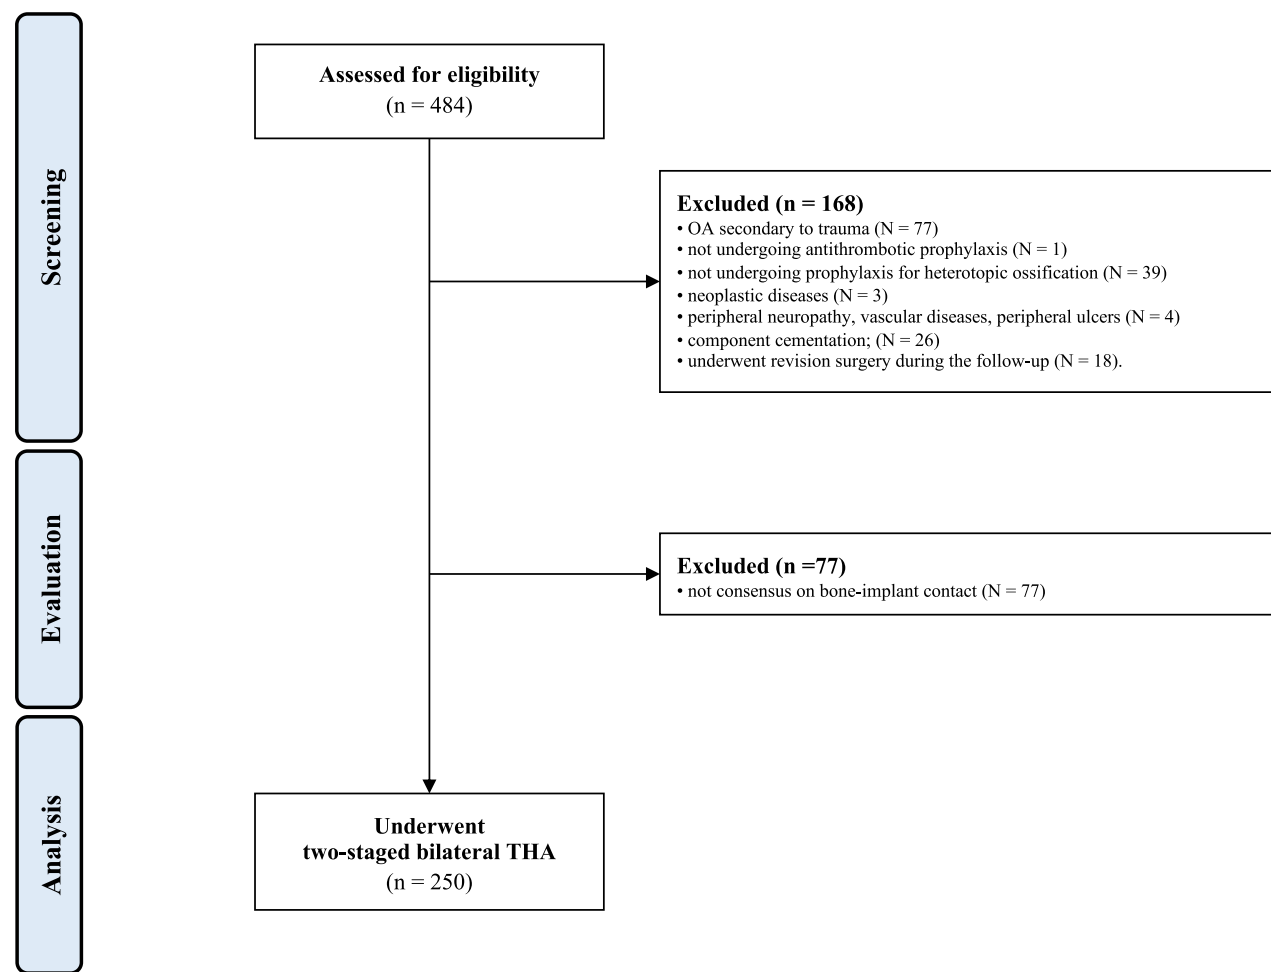 Screening
Assessed for eligibility
(n = 484)
Excluded (n = 168)
• OA secondary to trauma (N = 77)
• not undergoing antithrombotic prophylaxis (N = 1)
• not undergoing prophylaxis for heterotopic ossification (N = 39)
• neoplastic diseases (N = 3)
• peripheral neuropathy, vascular diseases, peripheral ulcers (N = 4)
• component cementation; (N = 26)
• underwent revision surgery during the follow-up (N = 18).
Evaluation
Excluded (n =77)
• not consensus on bone-implant contact (N = 77)
Analysis
Underwent
two-staged bilateral THA
(n = 250)